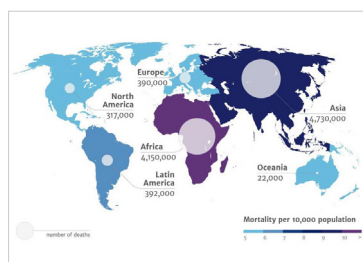 Europe
390,000
North
America
317,000
Asia
4,730,000
Africa
4,150,000
Oceania
22,000
Latin
America
392,000
Mortality per 10,000 population
5 6 7 8 9 10 >
number of deaths